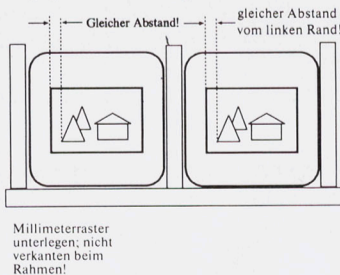 Gleicher Abstand!
gleicher Abstand
vom linken Rand!
Millimeterraster
unterlegen; nicht
verkanten beim
Rahmen!